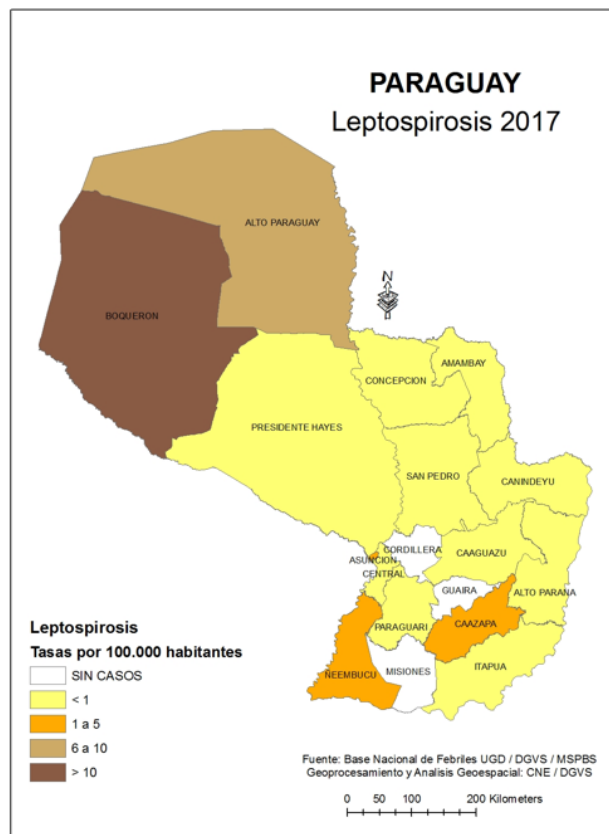 PARAGUAY
Leptospirosis 2017
ALTO PARAGUAY
N
BOQUERON
AMAMBAY
CONCEPCION
PRESIDENTE HAYES
SAN PEDRO
CANINDEYU
CORDILLERA
ASUNCION
CAAGUAZU
CENTRAL
GUAIRA
ALTO PARANA
PARAGUARI
CAAZAPA
ÑEEMBUCU
MISIONES
ITAPUA
Leptospirosis
Tasas por 100.000 habitantes
SIN CASOS
< 1
1 a 5
6 a 10
> 10
Fuente: Base Nacional de Febriles UGD / DGVS / MSPBS
Geoprocesamiento y Analisis Geoespacial: CNE / DGVS
0 50 100 200 Kilometers